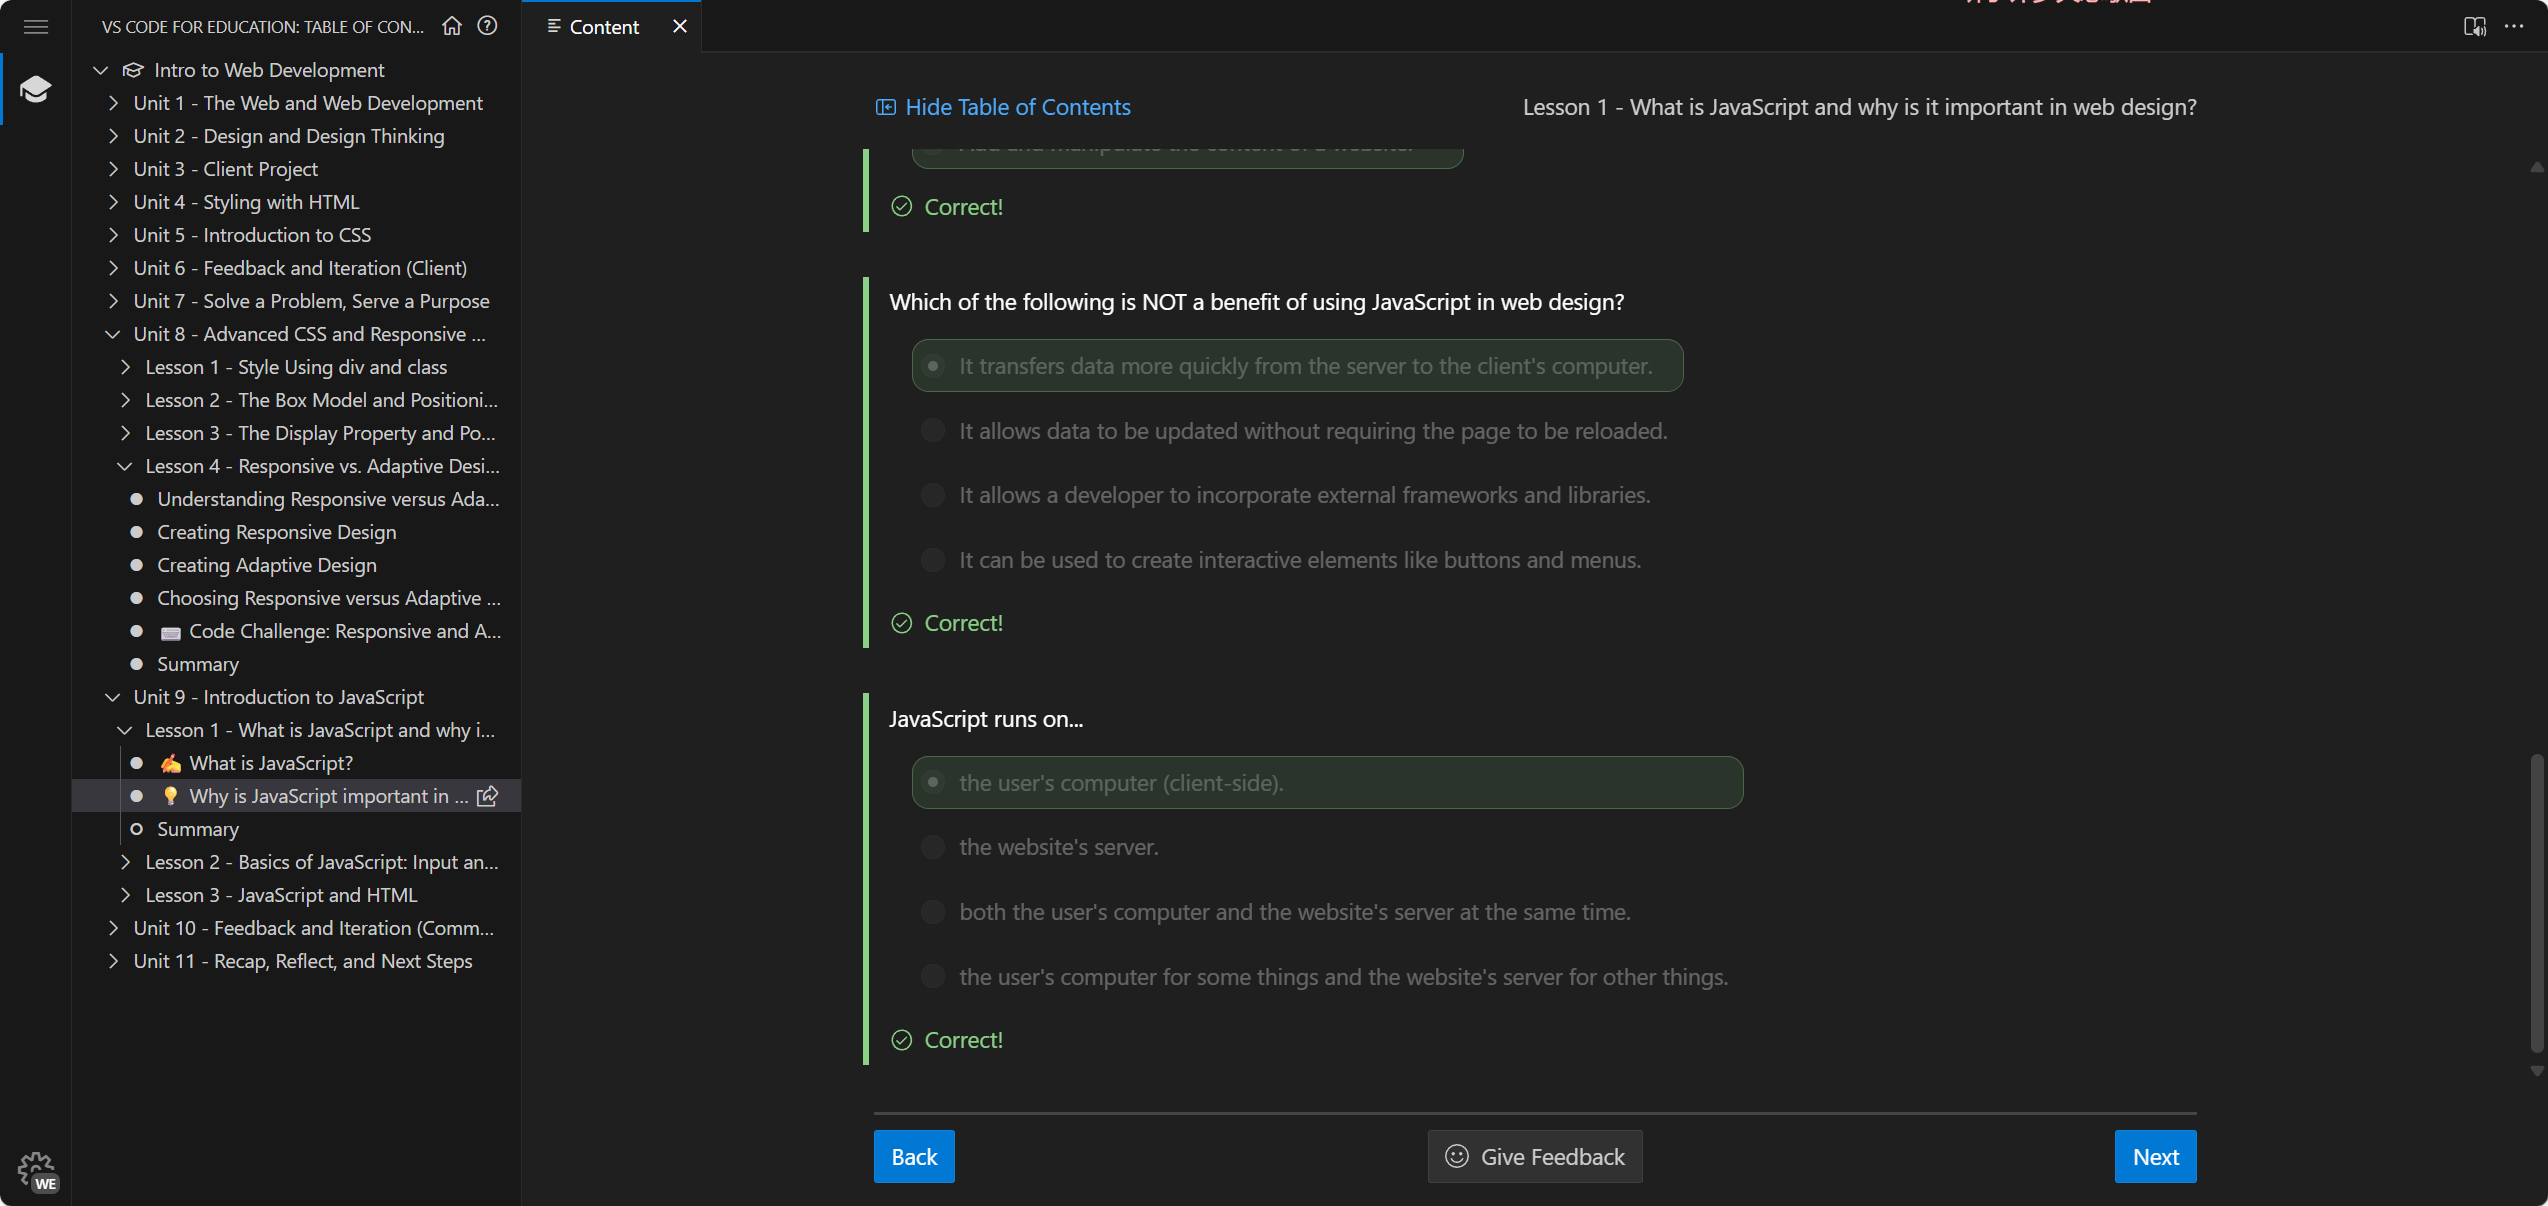 VS CODE FOR EDUCATION: TABLE OF CON...
Intro to Web Development
Unit 1 - The Web and Web Development
Unit 2 - Design and Design Thinking
Unit 3 - Client Project
Unit 4 - Styling with HTML
Unit 5 - Introduction to CSS
Unit 6 - Feedback and Iteration (Client)
Unit 7 - Solve a Problem, Serve a Purpose
Unit 8 - Advanced CSS and Responsive ...
Lesson 1 - Style Using div and class
Lesson 2 - The Box Model and Positioni...
Lesson 3 - The Display Property and Po...
Lesson 4 - Responsive vs. Adaptive Desi...
Understanding Responsive versus Ada...
Creating Responsive Design
Creating Adaptive Design
Choosing Responsive versus Adaptive ...
Code Challenge: Responsive and A...
Summary
Unit 9 - Introduction to JavaScript
Lesson 1 - What is JavaScript and why i...
What is JavaScript?
Why is JavaScript important in ...
Summary
Lesson 2 - Basics of JavaScript: Input an...
Lesson 3 - JavaScript and HTML
Unit 10 - Feedback and Iteration (Comm...
Unit 11 - Recap, Reflect, and Next Steps
WE
Content
Hide Table of Contents
Lesson 1 - What is JavaScript and why is it important in web design?
Add and manipulate the content of a website.
Correct!
Which of the following is NOT a benefit of using JavaScript in web design?
It transfers data more quickly from the server to the client's computer.
It allows data to be updated without requiring the page to be reloaded.
It allows a developer to incorporate external frameworks and libraries.
It can be used to create interactive elements like buttons and menus.
Correct!
JavaScript runs on...
the user's computer (client-side).
the website's server.
both the user's computer and the website's server at the same time.
the user's computer for some things and the website's server for other things.
Correct!
Back
Give Feedback
Next